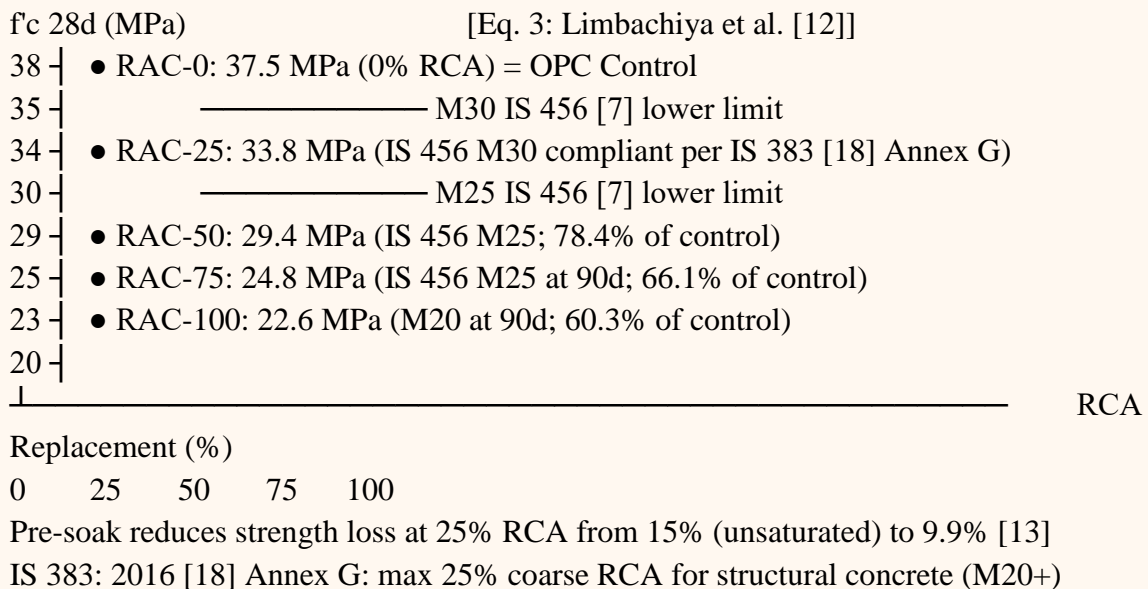 f'c 28d (MPa) [Eq. 3: Limbachiya et al. [12]]
38 ┤ ● RAC-0: 37.5 MPa (0% RCA) = OPC Control
35 ┤ ────────────── M30 IS 456 [7] lower limit
34 ┤ ● RAC-25: 33.8 MPa (IS 456 M30 compliant per IS 383 [18] Annex G)
30 ┤ ────────────── M25 IS 456 [7] lower limit
29 ┤ ● RAC-50: 29.4 MPa (IS 456 M25; 78.4% of control)
25 ┤ ● RAC-75: 24.8 MPa (IS 456 M25 at 90d; 66.1% of control)
23 ┤ ● RAC-100: 22.6 MPa (M20 at 90d; 60.3% of control)
20 ┤
┴────────────────────────────── RCA
Replacement (%)
0 25 50 75 100
Pre-soak reduces strength loss at 25% RCA from 15% (unsaturated) to 9.9% [13]
IS 383: 2016 [18] Annex G: max 25% coarse RCA for structural concrete (M20+)